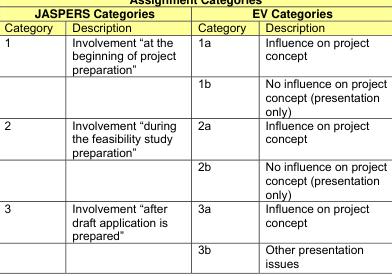 Assignment Categories
JASPERS Categories EV Categories
Category Description Category Description
1 Involvement “at the beginning of project preparation” 1a Influence on project concept
1b No influence on project concept (presentation only)
2 Involvement “during the feasibility study preparation” 2a Influence on project concept
2b No influence on project concept (presentation only)
3 Involvement “after draft application is prepared” 3a Influence on project concept
3b Other presentation issues